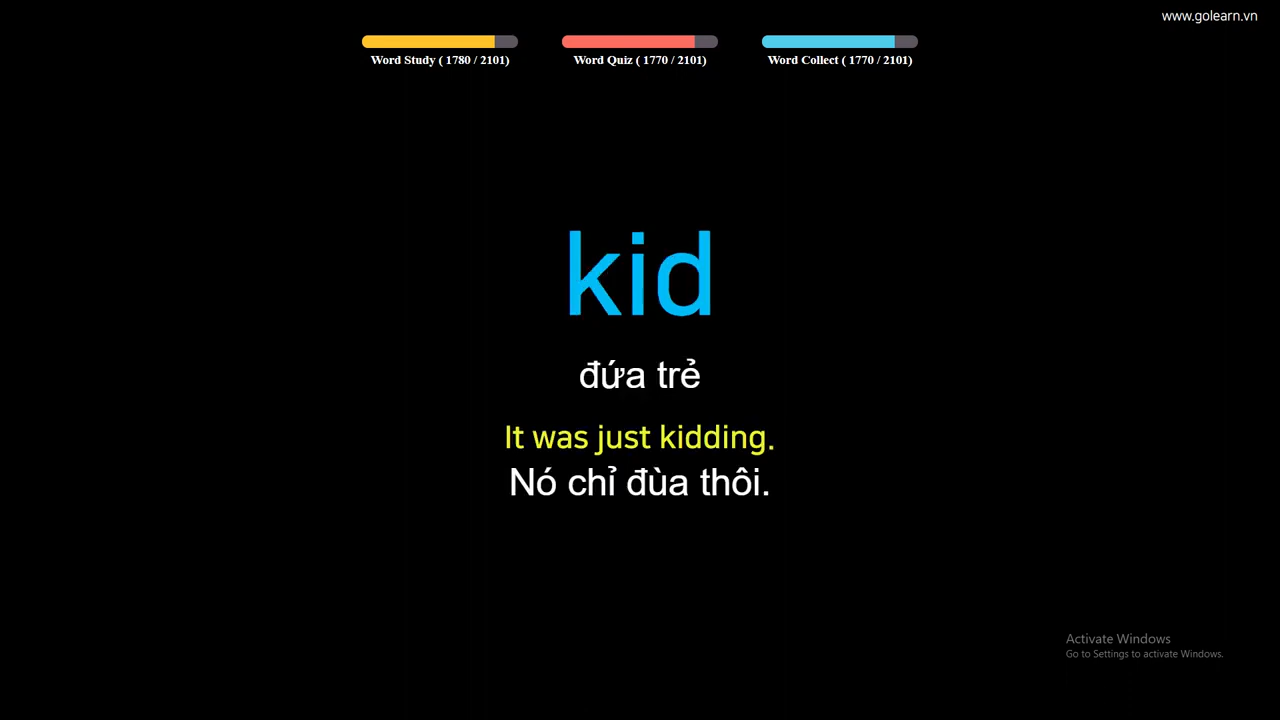 www.golearn.vn
Word Study ( 1780 / 2101)
Word Quiz ( 1770 / 2101)
Word Collect ( 1770 / 2101)
kid
đứa trẻ
It was just kidding.
Nó chỉ đùa thôi.
Activate Windows
Go to Settings to activate Windows.